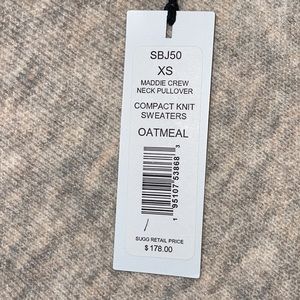 SBJ50
XS
MADDIE CREW
NECK PULLOVER
COMPACT KNIT
SWEATERS
OATMEAL
1 95107 53868 3
SUGG RETAIL PRICE
$ 178.00